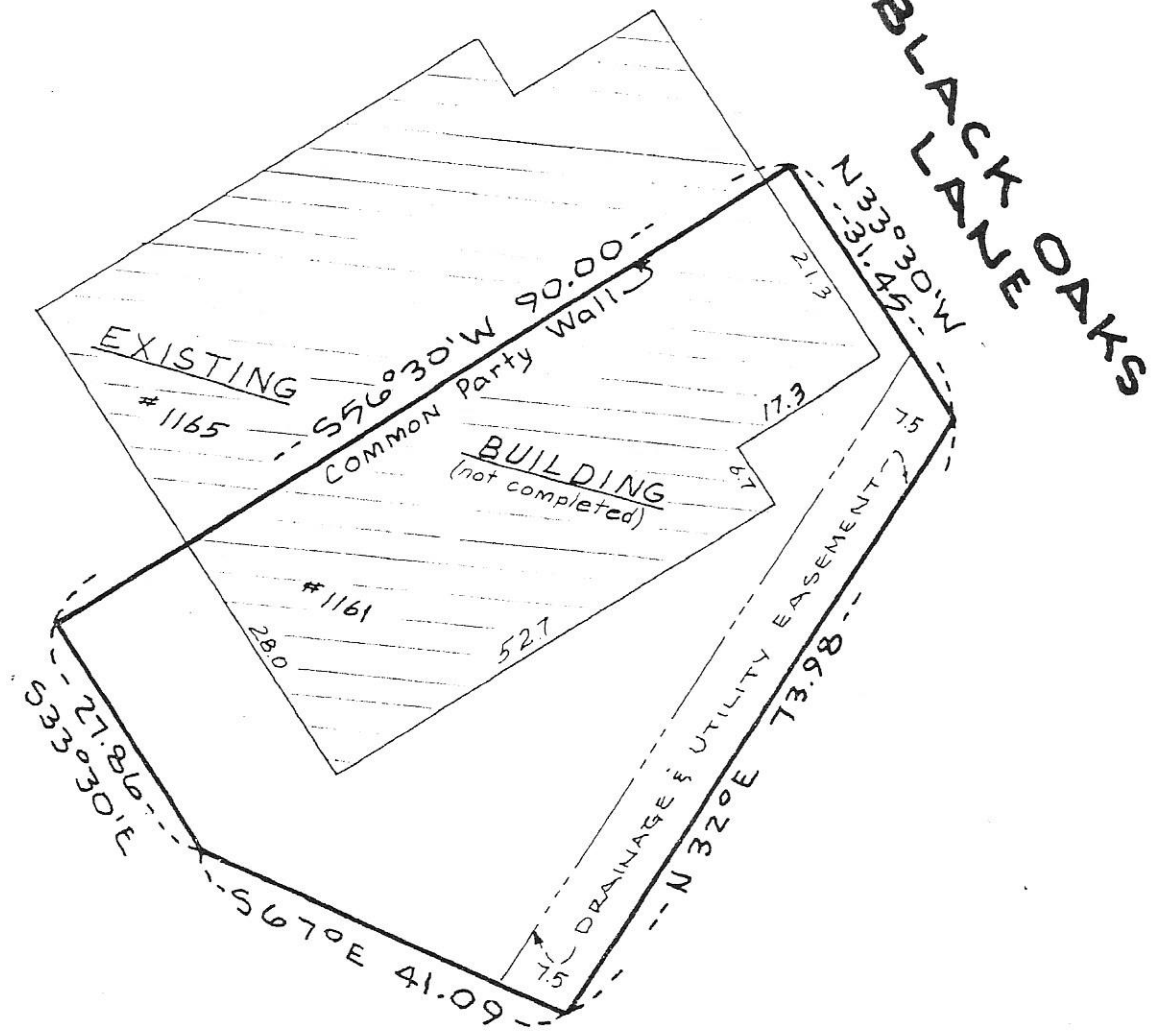 BLACK OAKS
LANE
N33°30'W
31.45
21.3
S56°30'W 90.00
Common Party Wall
EXISTING
#1165
17.3
7.5
BUILDING
(not completed)
9.7
#1161
28.0
52.7
DRAINAGE & UTILITY EASEMENT
N 32°E 73.98
27.86
S33°30'E
7.5
S67°E 41.09